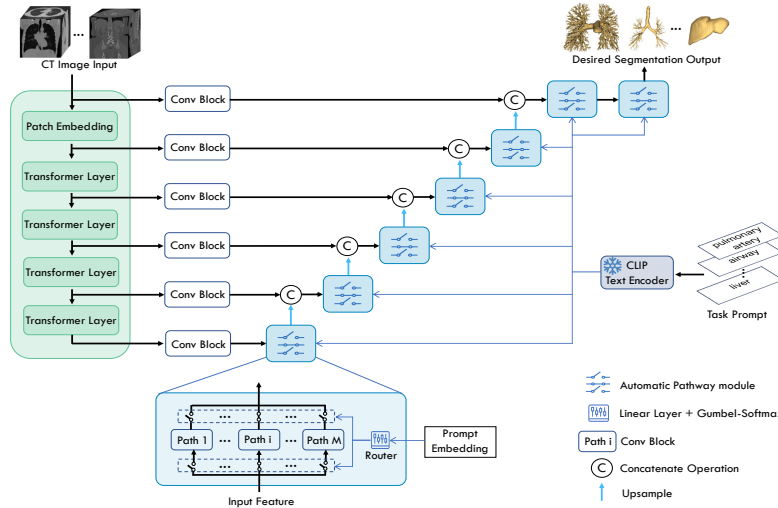 ...
...
CT Image Input
Desired Segmentation Output
Conv Block
C
Patch Embedding
Conv Block
C
Transformer Layer
Conv Block
C
Transformer Layer
Conv Block
C
Transformer Layer
Conv Block
C
Transformer Layer
Conv Block
CLIP
Text Encoder
pulmonary
artery
airway
⋮
liver
Task Prompt
... ...
Path 1 ... Path i ... Path M
... ...
Router
Prompt
Embedding
Input Feature
Automatic Pathway module
Linear Layer + Gumbel-Softmax
Path i Conv Block
C Concatenate Operation
Upsample